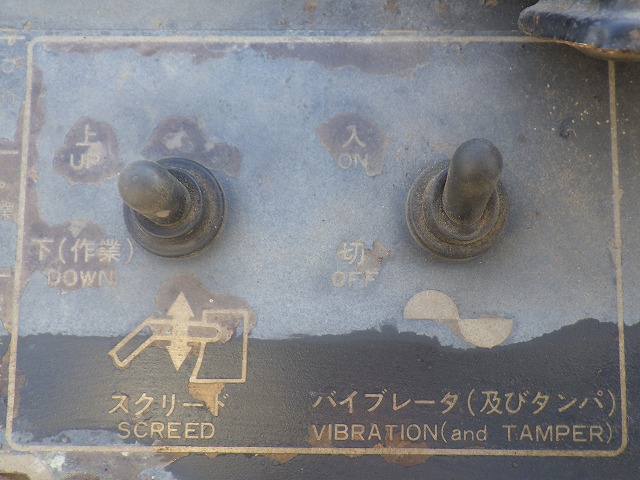 上
UP
下(作業)
DOWN
スクリード
SCREED
入
ON
切
OFF
バイブレータ(及びタンパ)
VIBRATION(and TAMPER)